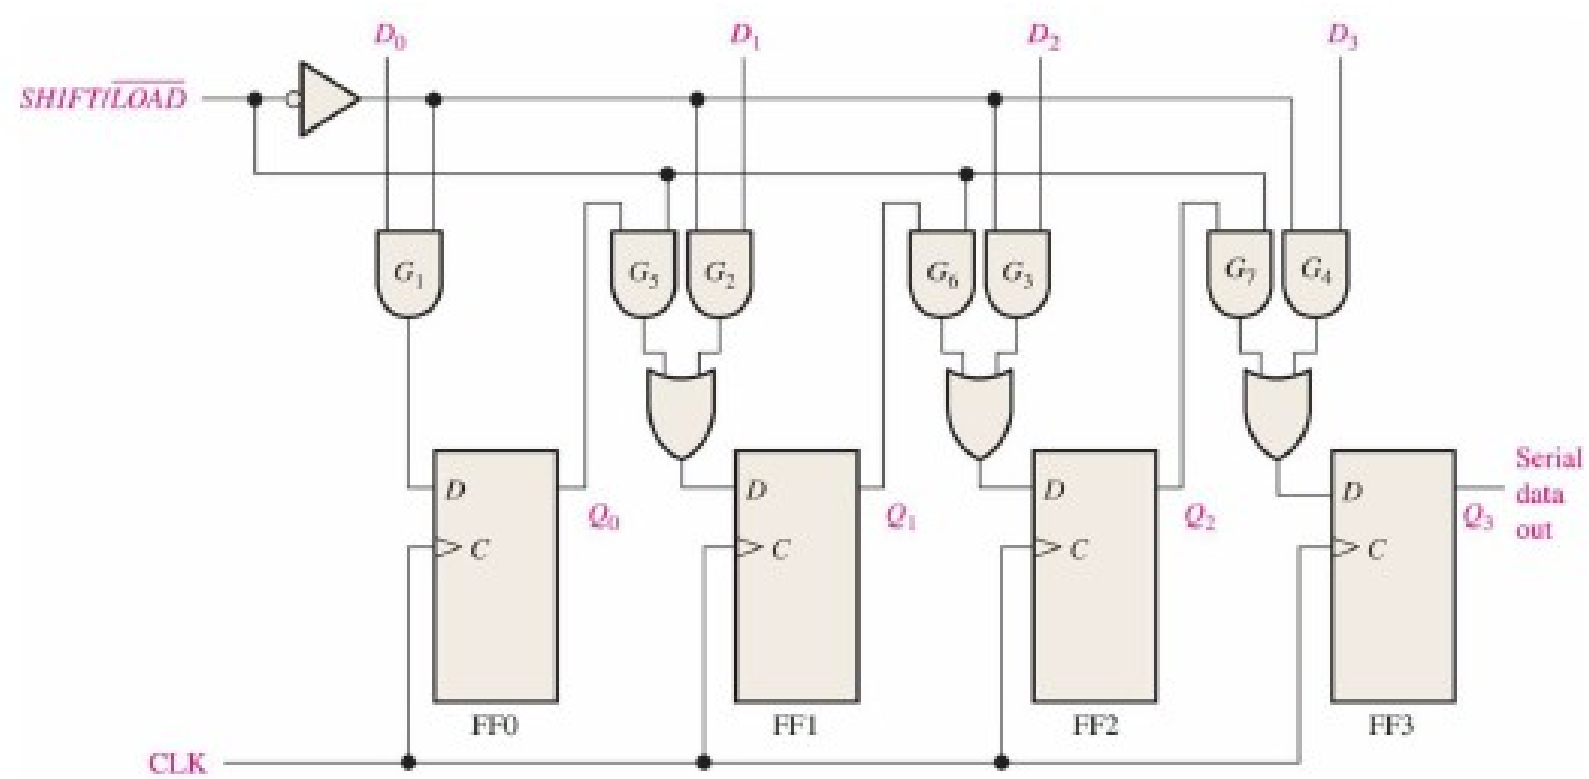 D₀ D₁ D₂ D₃
SHIFT/L̅O̅A̅D̅
G₁ G₅ G₂ G₆ G₃ G₇ G₄
D D D D
Q₀ Q₁ Q₂ Q₃
Serial
data
out
C C C C
FF0 FF1 FF2 FF3
CLK